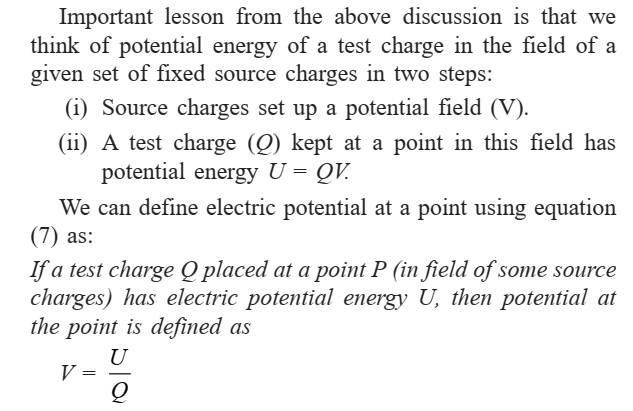 Important lesson from the above discussion is that we
think of potential energy of a test charge in the field of a
given set of fixed source charges in two steps:
(i) Source charges set up a potential field (V).
(ii) A test charge (Q) kept at a point in this field has
potential energy U = QV.
We can define electric potential at a point using equation
(7) as:
If a test charge Q placed at a point P (in field of some source
charges) has electric potential energy U, then potential at
the point is defined as
V = U/Q